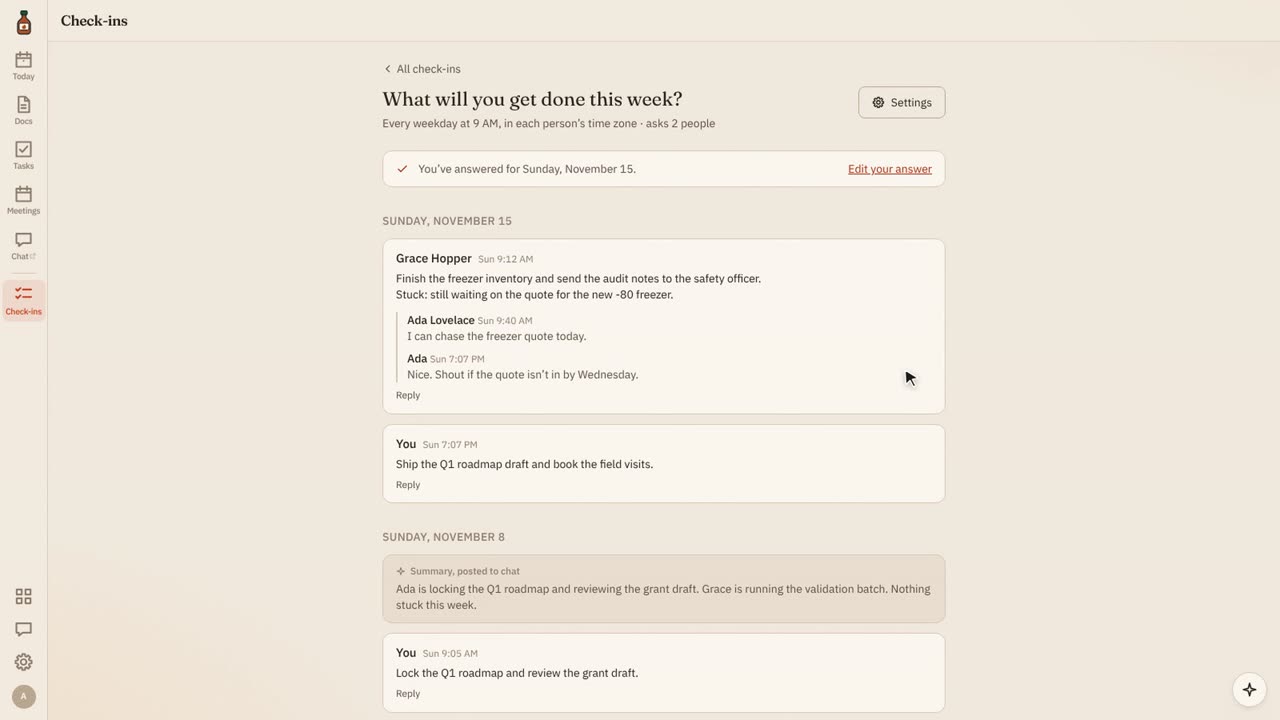 Check-ins
Today
Docs
Tasks
Meetings
Chat
Check-ins
A
All check-ins
What will you get done this week?
Settings
Every weekday at 9 AM, in each person's time zone · asks 2 people
You've answered for Sunday, November 15.
Edit your answer
SUNDAY, NOVEMBER 15
Grace Hopper Sun 9:12 AM
Finish the freezer inventory and send the audit notes to the safety officer.
Stuck: still waiting on the quote for the new -80 freezer.
Ada Lovelace Sun 9:40 AM
I can chase the freezer quote today.
Ada Sun 7:07 PM
Nice. Shout if the quote isn't in by Wednesday.
Reply
You Sun 7:07 PM
Ship the Q1 roadmap draft and book the field visits.
Reply
SUNDAY, NOVEMBER 8
Summary, posted to chat
Ada is locking the Q1 roadmap and reviewing the grant draft. Grace is running the validation batch. Nothing
stuck this week.
You Sun 9:05 AM
Lock the Q1 roadmap and review the grant draft.
Reply